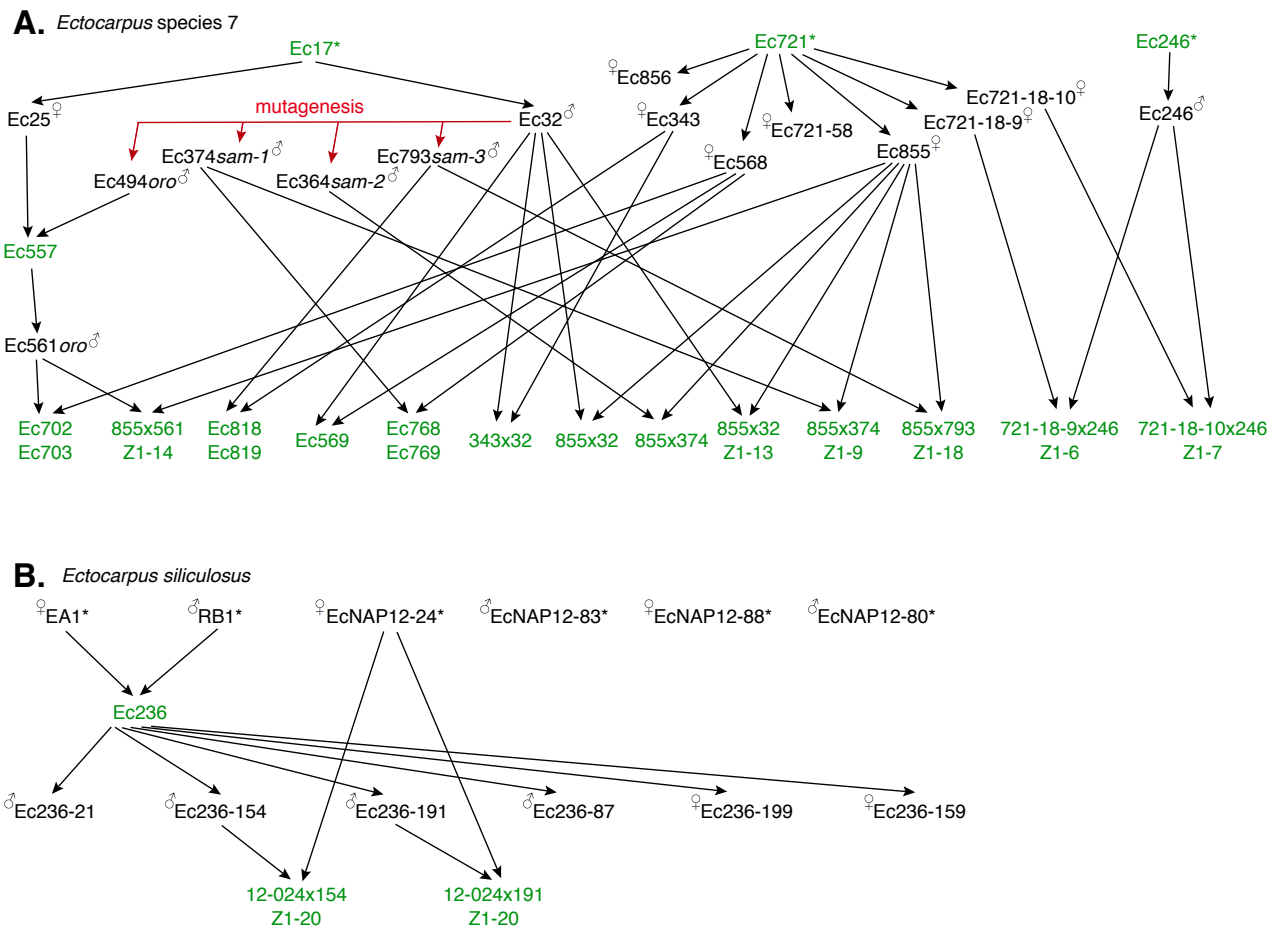 A. Ectocarpus species 7
Ec17*
Ec721*
Ec246*
♀Ec856
Ec721-18-10♀
mutagenesis
Ec25♀
Ec32♂
♀Ec343
♀Ec721-58
Ec721-18-9♀
Ec246♂
Ec374sam-1♂
Ec793sam-3♂
♀Ec568
Ec855♀
Ec494oro♂
Ec364sam-2♂
Ec557
Ec561oro♂
Ec702
Ec703
855x561
Z1-14
Ec818
Ec819
Ec569
Ec768
Ec769
343x32
855x32
855x374
855x32
Z1-13
855x374
Z1-9
855x793
Z1-18
721-18-9x246
Z1-6
721-18-10x246
Z1-7
B. Ectocarpus siliculosus
♀EA1*
♂RB1*
♀EcNAP12-24*
♂EcNAP12-83*
♀EcNAP12-88*
♂EcNAP12-80*
Ec236
♂Ec236-21
♂Ec236-154
♂Ec236-191
♂Ec236-87
♀Ec236-199
♀Ec236-159
12-024x154
Z1-20
12-024x191
Z1-20